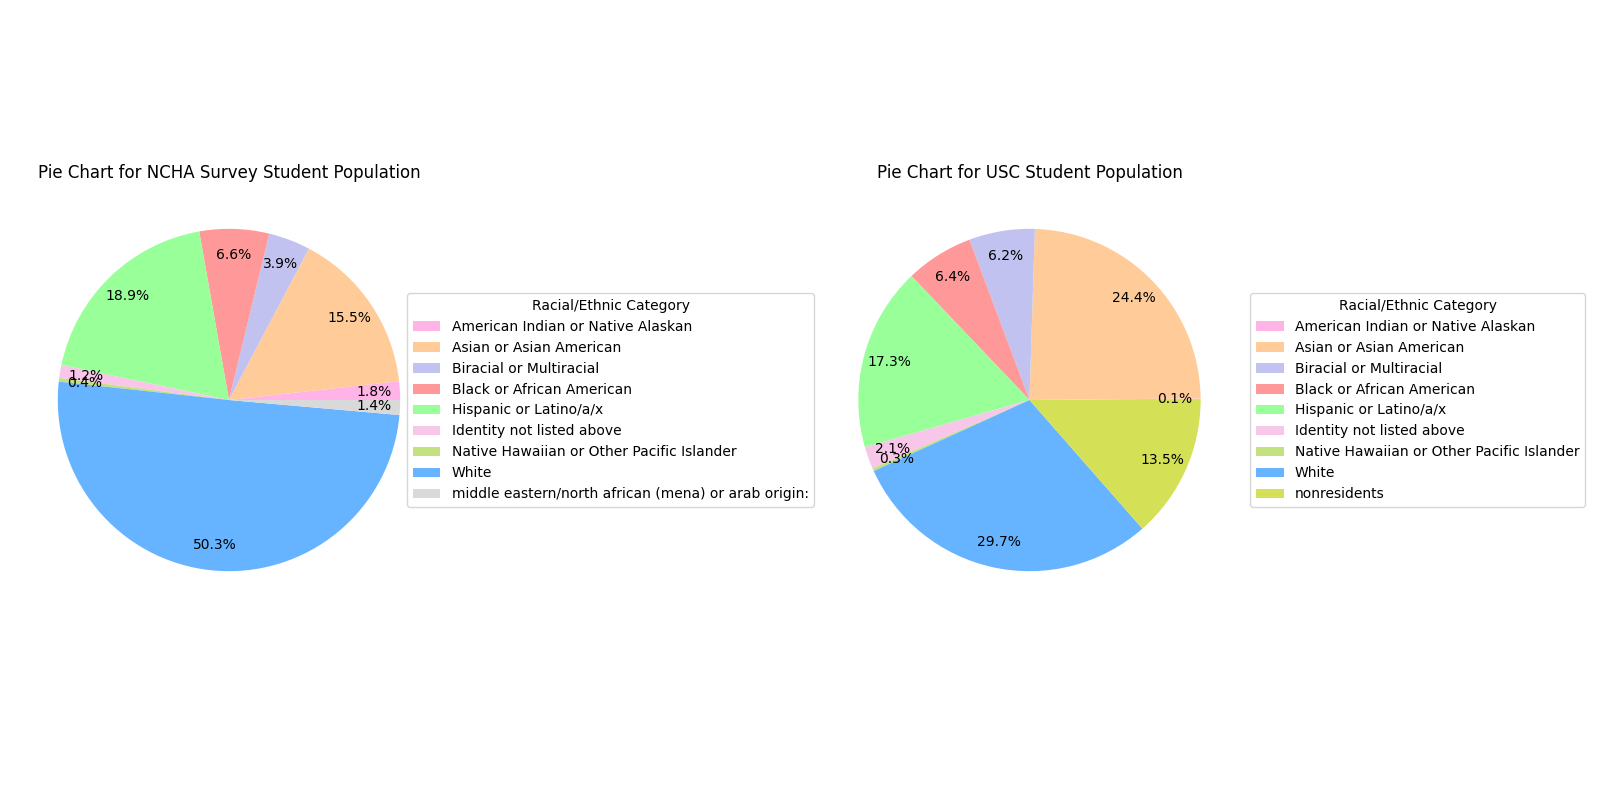 Pie Chart for NCHA Survey Student Population
6.6%
3.9%
18.9%
15.5%
1.2%
0.4%
1.8%
1.4%
50.3%
Racial/Ethnic Category
American Indian or Native Alaskan
Asian or Asian American
Biracial or Multiracial
Black or African American
Hispanic or Latino/a/x
Identity not listed above
Native Hawaiian or Other Pacific Islander
White
middle eastern/north african (mena) or arab origin:
Pie Chart for USC Student Population
6.2%
6.4%
24.4%
17.3%
0.1%
2.1%
0.3%
13.5%
29.7%
Racial/Ethnic Category
American Indian or Native Alaskan
Asian or Asian American
Biracial or Multiracial
Black or African American
Hispanic or Latino/a/x
Identity not listed above
Native Hawaiian or Other Pacific Islander
White
nonresidents